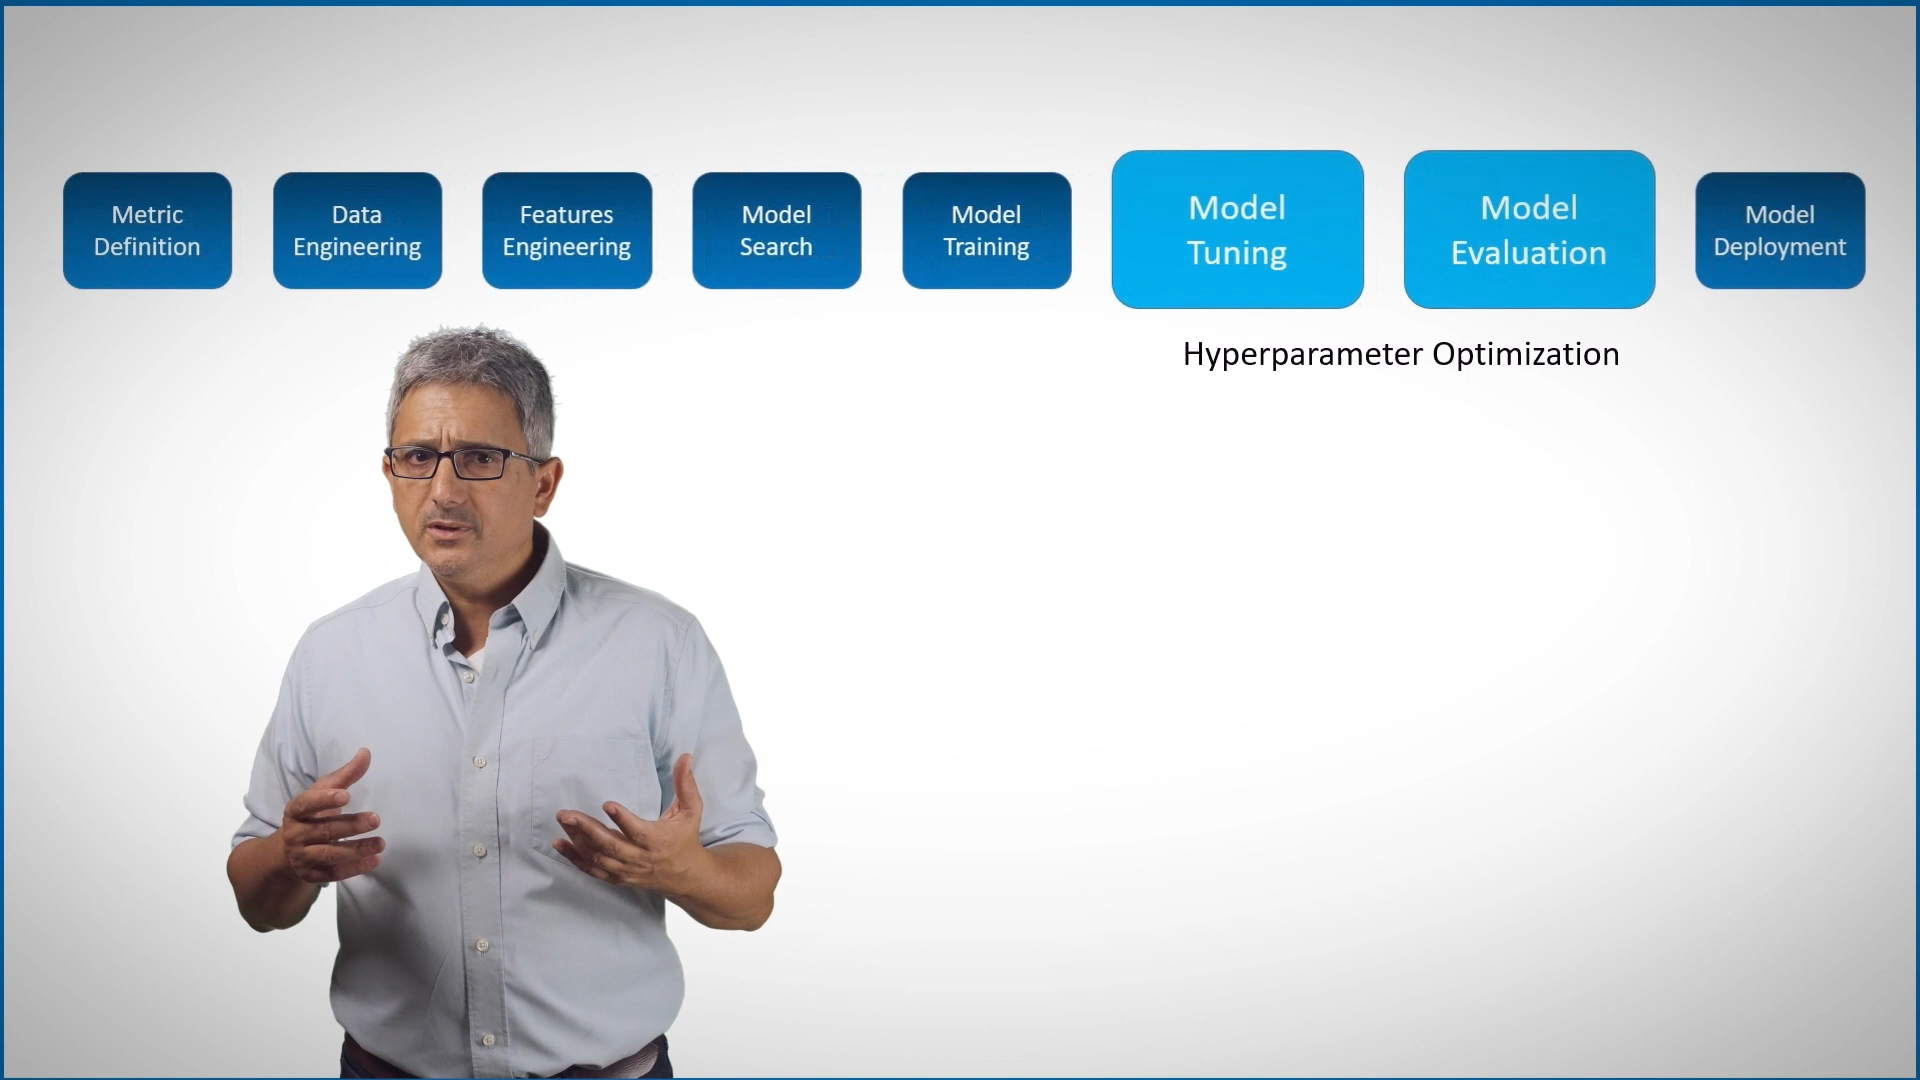 Metric
Definition
Data
Engineering
Features
Engineering
Model
Search
Model
Training
Model
Tuning
Model
Evaluation
Model
Deployment
Hyperparameter Optimization